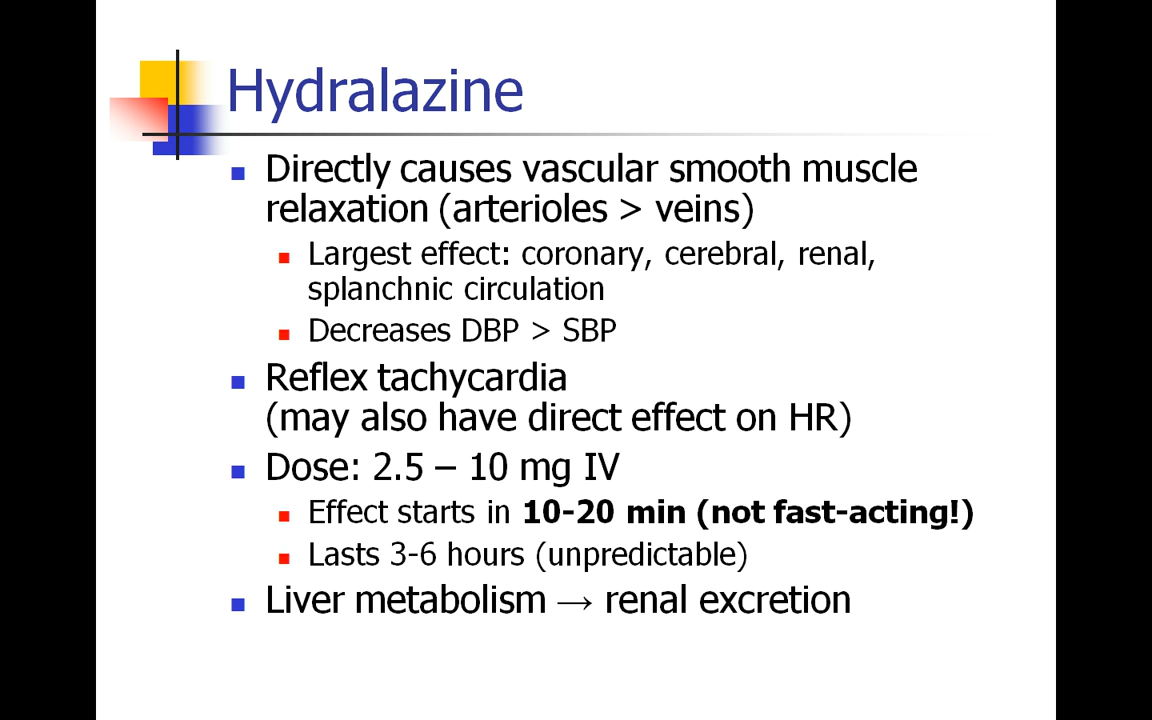 Hydralazine
Directly causes vascular smooth muscle
relaxation (arterioles > veins)
Largest effect: coronary, cerebral, renal,
splanchnic circulation
Decreases DBP > SBP
Reflex tachycardia
(may also have direct effect on HR)
Dose: 2.5 – 10 mg IV
Effect starts in 10-20 min (not fast-acting!)
Lasts 3-6 hours (unpredictable)
Liver metabolism → renal excretion